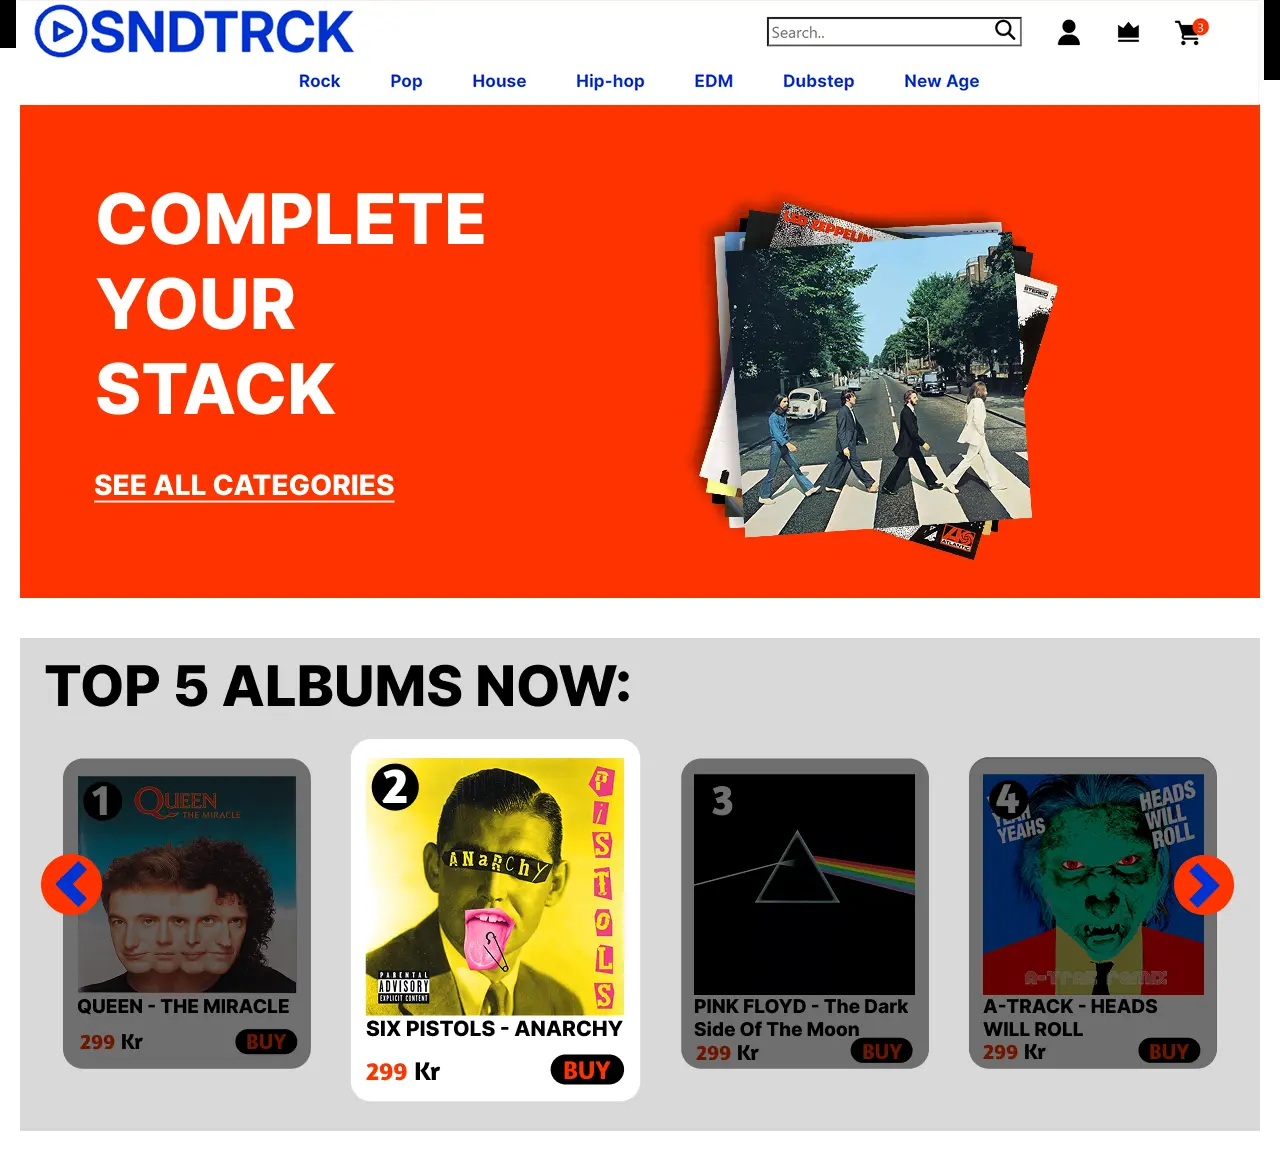 SNDTRCK
Search..
3
Rock Pop House Hip-hop EDM Dubstep New Age
COMPLETE
YOUR
STACK
SEE ALL CATEGORIES
LED ZEPPELIN
STEREO
ATLANTIC
TOP 5 ALBUMS NOW:
1
QUEEN
THE MIRACLE
QUEEN - THE MIRACLE
299 Kr
BUY
2
PiSTOLS
ANaRChY
PARENTAL
ADVISORY
EXPLICIT CONTENT
SIX PISTOLS - ANARCHY
299 Kr
BUY
3
PINK FLOYD - The Dark
Side Of The Moon
299 Kr
BUY
4
YEAH
YEAHS
HEADS
WILL
ROLL
A-TRAK REMIX
A-TRACK - HEADS
WILL ROLL
299 Kr
BUY